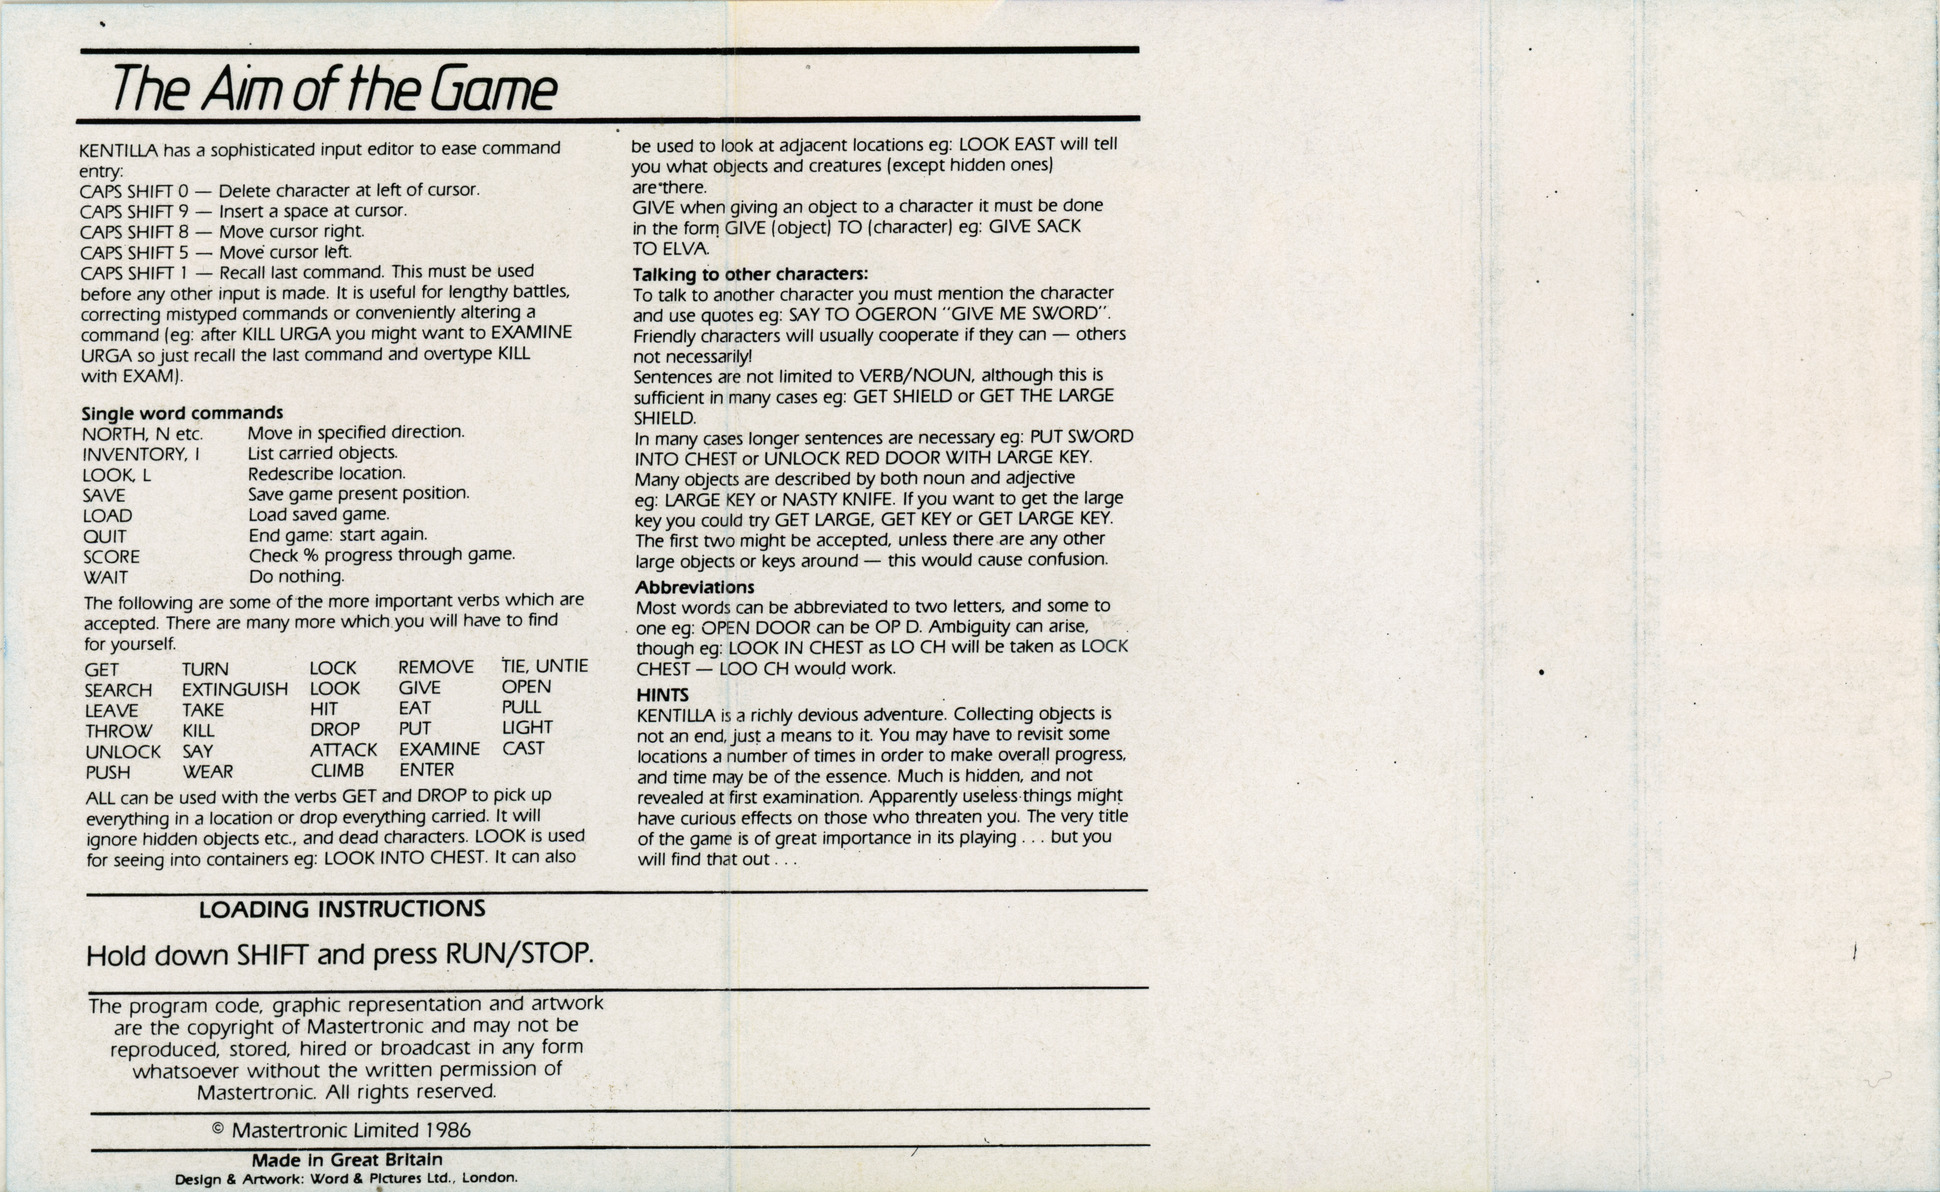 The Aim of the Game
KENTILLA has a sophisticated input editor to ease command
entry:
CAPS SHIFT 0 — Delete character at left of cursor.
CAPS SHIFT 9 — Insert a space at cursor.
CAPS SHIFT 8 — Move cursor right.
CAPS SHIFT 5 — Move cursor left.
CAPS SHIFT 1 — Recall last command. This must be used
before any other input is made. It is useful for lengthy battles,
correcting mistyped commands or conveniently altering a
command (eg: after KILL URGA you might want to EXAMINE
URGA so just recall the last command and overtype KILL
with EXAM).
Single word commands
NORTH, N etc. Move in specified direction.
INVENTORY, I List carried objects.
LOOK, L Redescribe location.
SAVE Save game present position.
LOAD Load saved game.
QUIT End game: start again.
SCORE Check % progress through game.
WAIT Do nothing.
The following are some of the more important verbs which are
accepted. There are many more which you will have to find
for yourself.
GET TURN LOCK REMOVE TIE, UNTIE
SEARCH EXTINGUISH LOOK GIVE OPEN
LEAVE TAKE HIT EAT PULL
THROW KILL DROP PUT LIGHT
UNLOCK SAY ATTACK EXAMINE CAST
PUSH WEAR CLIMB ENTER
ALL can be used with the verbs GET and DROP to pick up
everything in a location or drop everything carried. It will
ignore hidden objects etc., and dead characters. LOOK is used
for seeing into containers eg: LOOK INTO CHEST. It can also
be used to look at adjacent locations eg: LOOK EAST will tell
you what objects and creatures (except hidden ones)
are there.
GIVE when giving an object to a character it must be done
in the form GIVE (object) TO (character) eg: GIVE SACK
TO ELVA.
Talking to other characters:
To talk to another character you must mention the character
and use quotes eg: SAY TO OGERON "GIVE ME SWORD".
Friendly characters will usually cooperate if they can — others
not necessarily!
Sentences are not limited to VERB/NOUN, although this is
sufficient in many cases eg: GET SHIELD or GET THE LARGE
SHIELD.
In many cases longer sentences are necessary eg: PUT SWORD
INTO CHEST or UNLOCK RED DOOR WITH LARGE KEY.
Many objects are described by both noun and adjective
eg: LARGE KEY or NASTY KNIFE. If you want to get the large
key you could try GET LARGE, GET KEY or GET LARGE KEY.
The first two might be accepted, unless there are any other
large objects or keys around — this would cause confusion.
Abbreviations
Most words can be abbreviated to two letters, and some to
one eg: OPEN DOOR can be OP D. Ambiguity can arise,
though eg: LOOK IN CHEST as LO CH will be taken as LOCK
CHEST — LOO CH would work.
HINTS
KENTILLA is a richly devious adventure. Collecting objects is
not an end, just a means to it. You may have to revisit some
locations a number of times in order to make overall progress,
and time may be of the essence. Much is hidden, and not
revealed at first examination. Apparently useless things might
have curious effects on those who threaten you. The very title
of the game is of great importance in its playing . . . but you
will find that out . . .
LOADING INSTRUCTIONS
Hold down SHIFT and press RUN/STOP.
The program code, graphic representation and artwork
are the copyright of Mastertronic and may not be
reproduced, stored, hired or broadcast in any form
whatsoever without the written permission of
Mastertronic. All rights reserved.
© Mastertronic Limited 1986
Made in Great Britain
Design & Artwork: Word & Pictures Ltd., London.